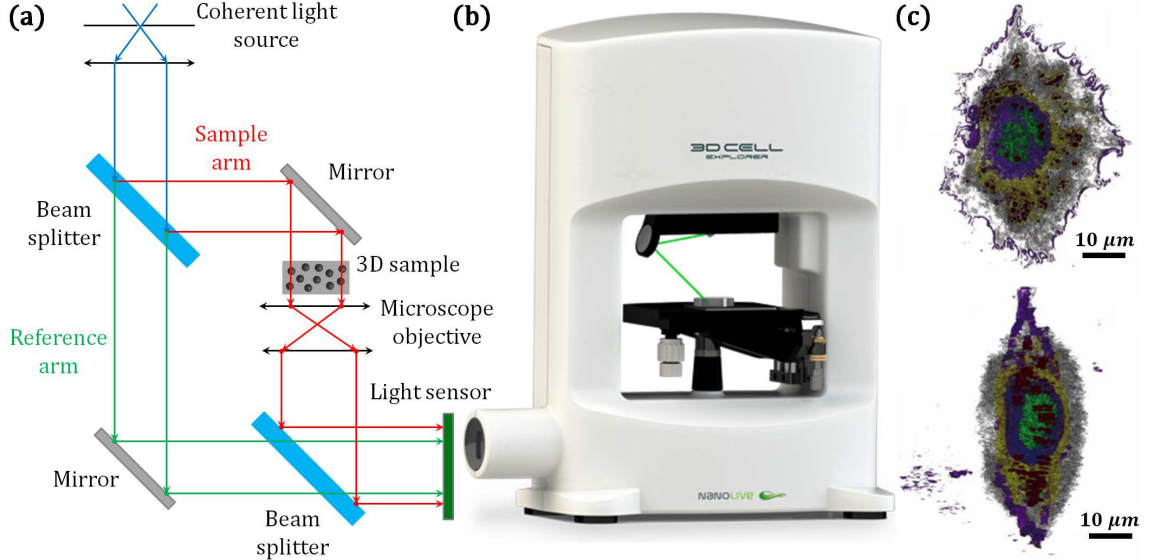 (a)
Coherent light
source
Sample
arm
Mirror
Beam
splitter
3D sample
Microscope
objective
Reference
arm
Light sensor
Mirror
Beam
splitter
(b)
3D CELL
EXPLORER
NANOLIVE
(c)
10 μm
10 μm